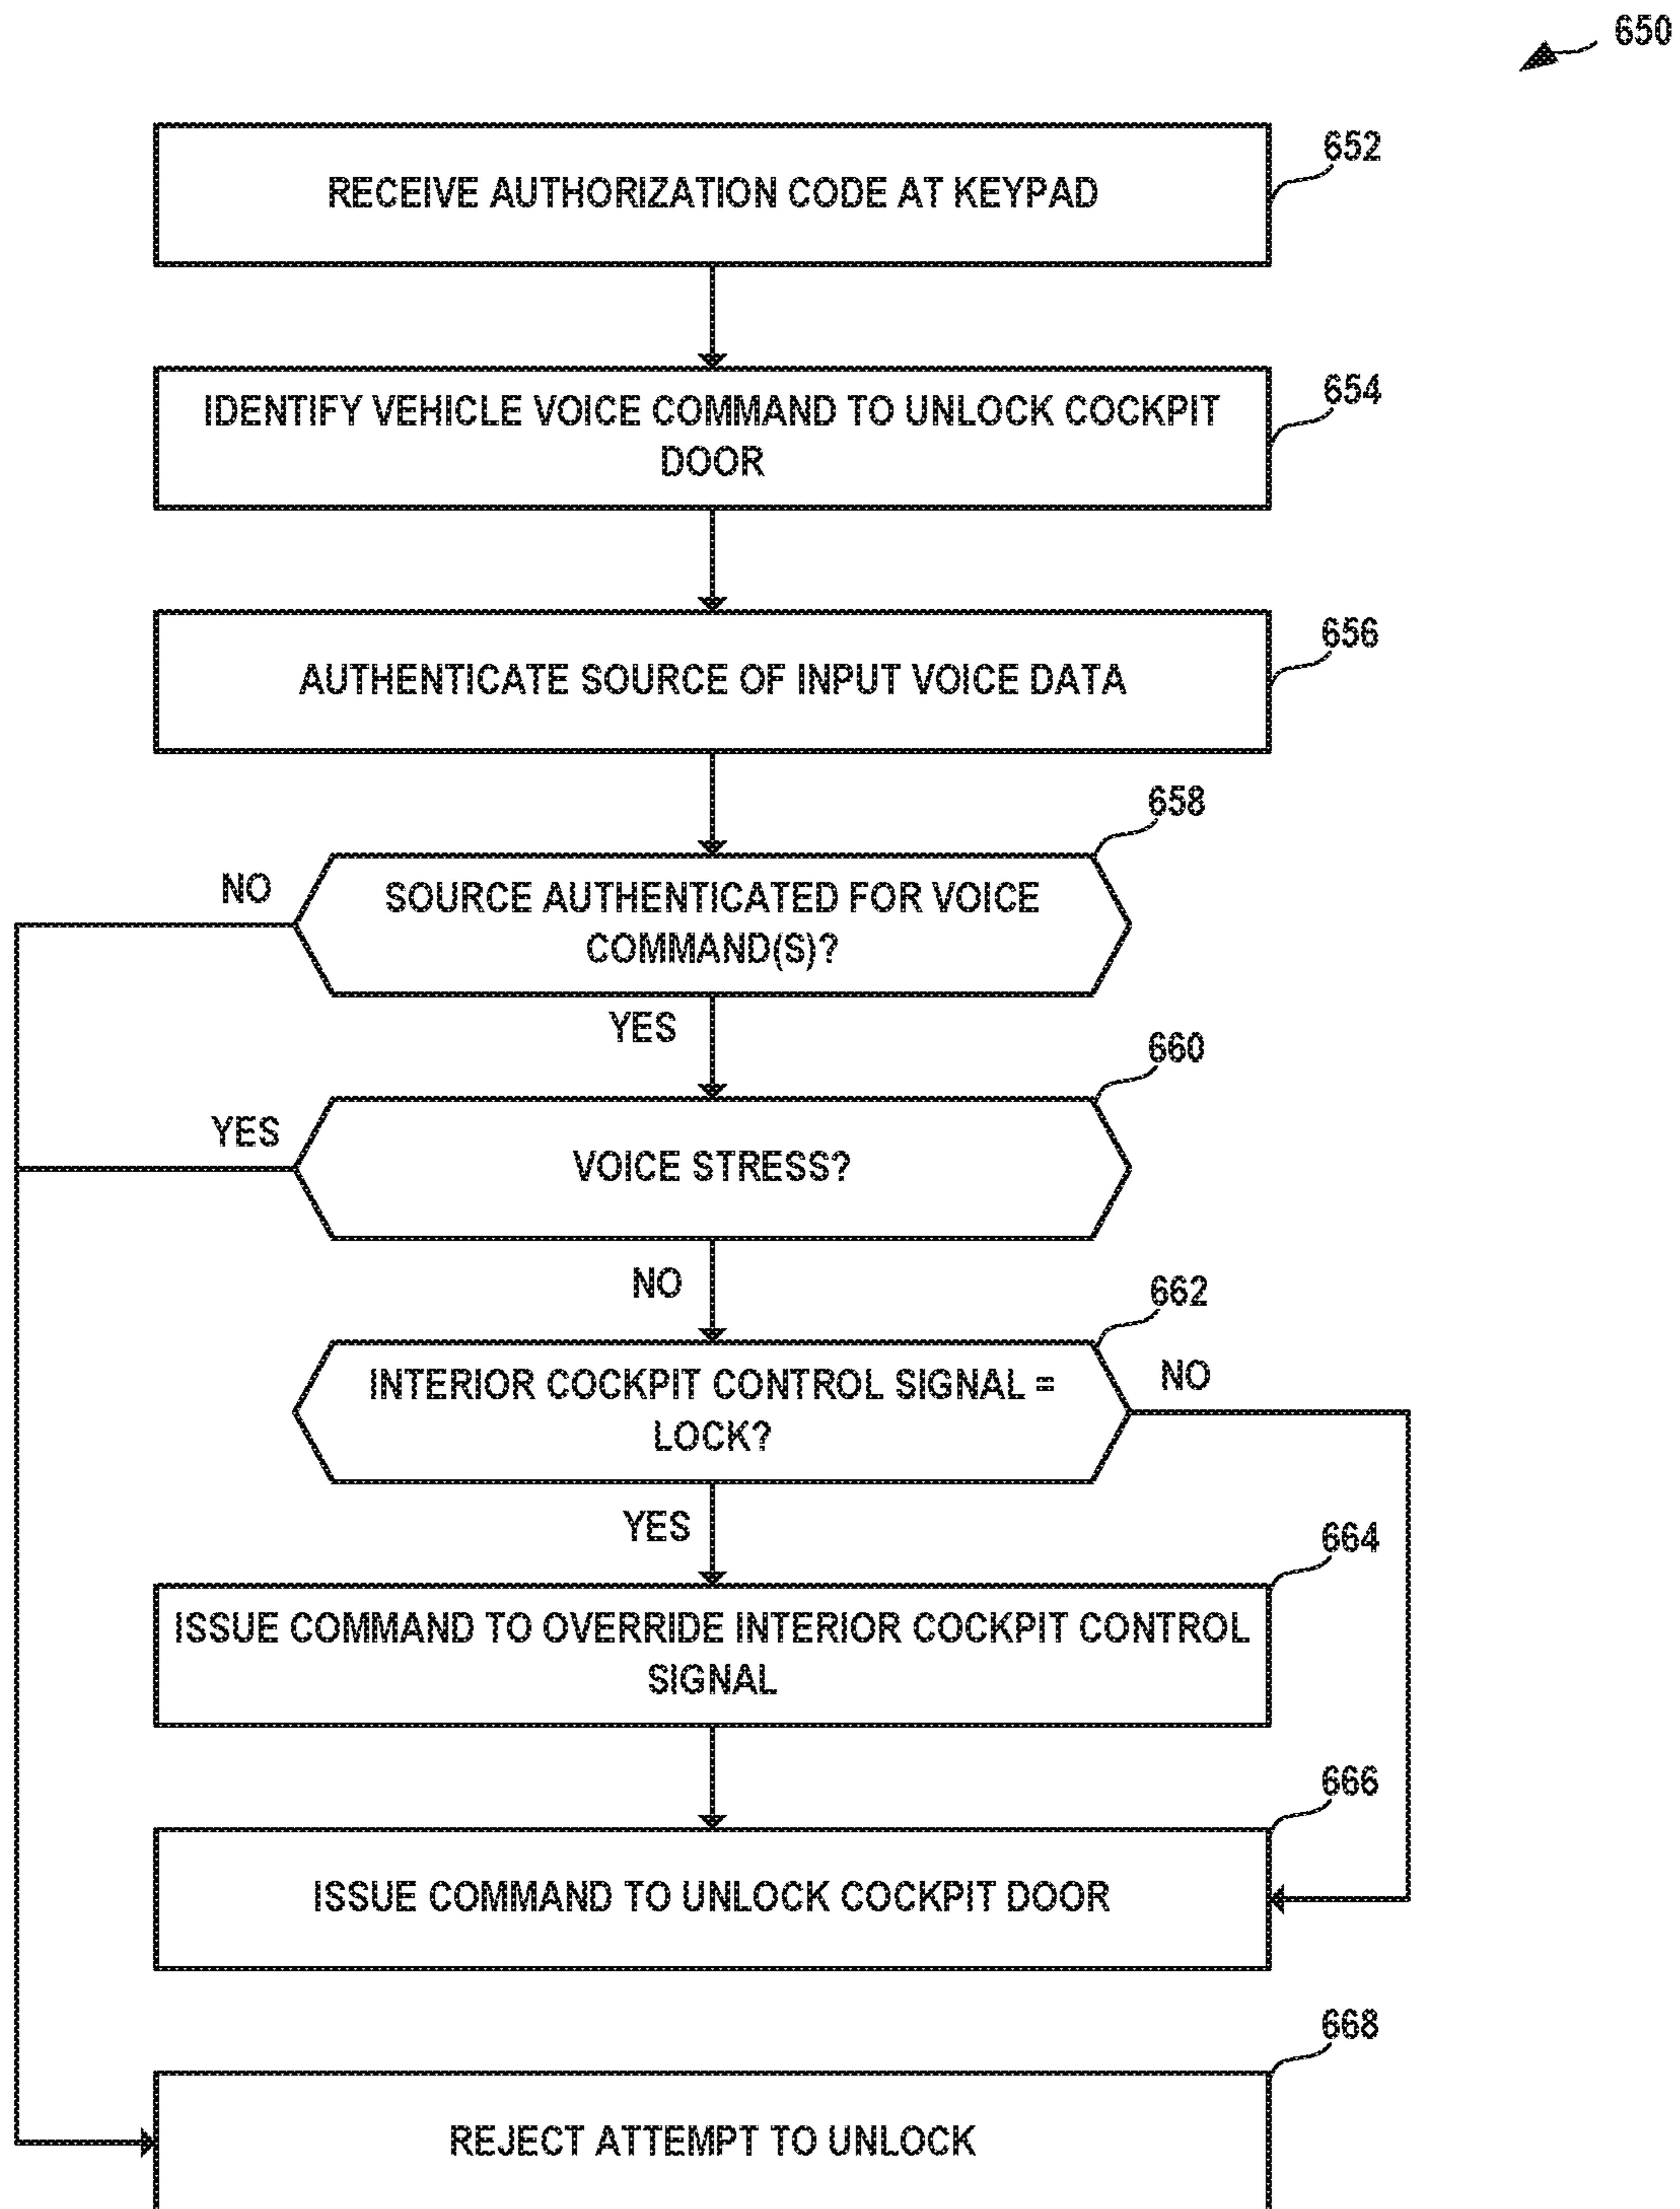 650
RECEIVE AUTHORIZATION CODE AT KEYPAD
652
IDENTIFY VEHICLE VOICE COMMAND TO UNLOCK COCKPIT
DOOR
654
AUTHENTICATE SOURCE OF INPUT VOICE DATA
656
658
NO
SOURCE AUTHENTICATED FOR VOICE
COMMAND(S)?
YES
660
YES
VOICE STRESS?
NO
662
INTERIOR COCKPIT CONTROL SIGNAL =
LOCK?
NO
YES
664
ISSUE COMMAND TO OVERRIDE INTERIOR COCKPIT CONTROL
SIGNAL
666
ISSUE COMMAND TO UNLOCK COCKPIT DOOR
668
REJECT ATTEMPT TO UNLOCK